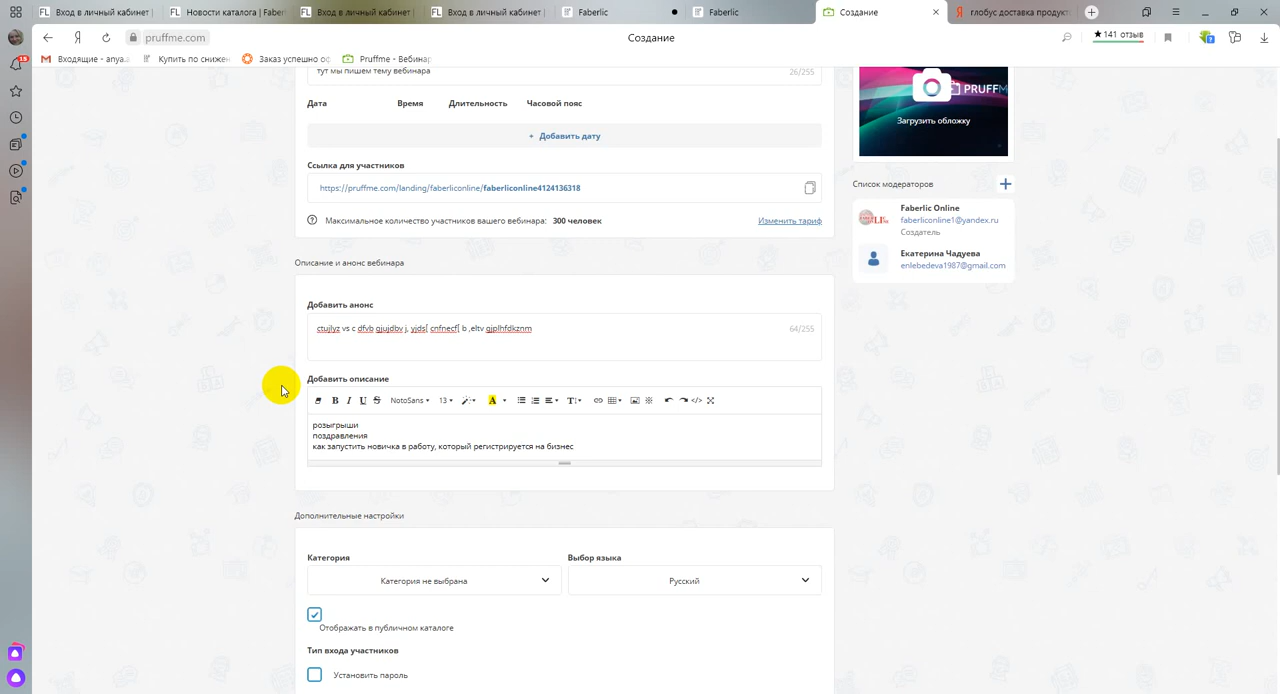 Вход в личный кабинет
Новости каталога | Faber
Вход в личный кабинет
Вход в личный кабинет
Faberlic
Faberlic
Создание
глобус доставка продукт
pruffme.com
Создание
★ 141 отзыв
Входящие - anya.a
Купить по снижен
Заказ успешно оф
Pruffme - Вебинар
тут мы пишем тему вебинара
26/255
Дата Время Длительность Часовой пояс
+ Добавить дату
Ссылка для участников
https://pruffme.com/landing/faberliconline/faberliconline4124136318
Максимальное количество участников вашего вебинара: 300 человек
Изменить тариф
PRUFFM
Загрузить обложку
Список модераторов
Faberlic Online
faberliconline1@yandex.ru
Создатель
Екатерина Чадуева
enlebedeva1987@gmail.com
Описание и анонс вебинара
Добавить анонс
ctujlyz vs c dfvb gjujdbv j, yjds[ cnfnecf[ b ,eltv gjplhfdkznm
64/255
Добавить описание
NotoSans
13
розыгрыши
поздравления
как запустить новичка в работу, который регистрируется на бизнес
Дополнительные настройки
Категория
Выбор языка
Категория не выбрана
Русский
Отображать в публичном каталоге
Тип входа участников
Установить пароль